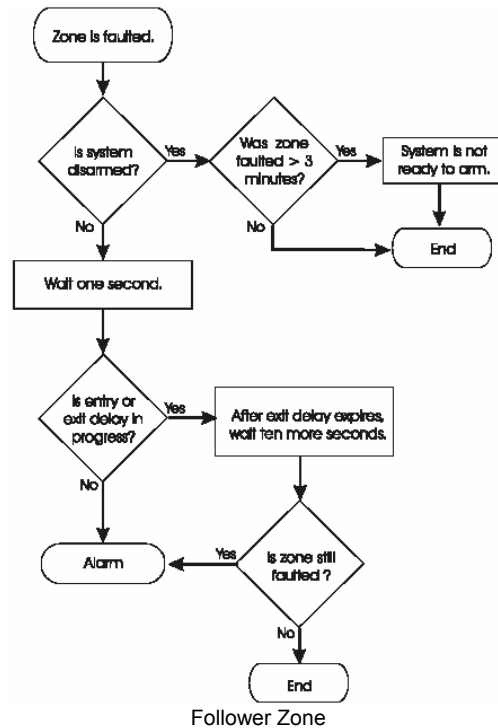 Zone is faulted.
Is system
disarmed?
Yes
Was zone
faulted > 3
minutes?
Yes
System is not
ready to arm.
No
No
End
Wait one second.
Is entry or
exit delay in
progress?
Yes
After exit delay expires,
wait ten more seconds.
No
Alarm
Yes
Is zone still
faulted ?
No
End
Follower Zone